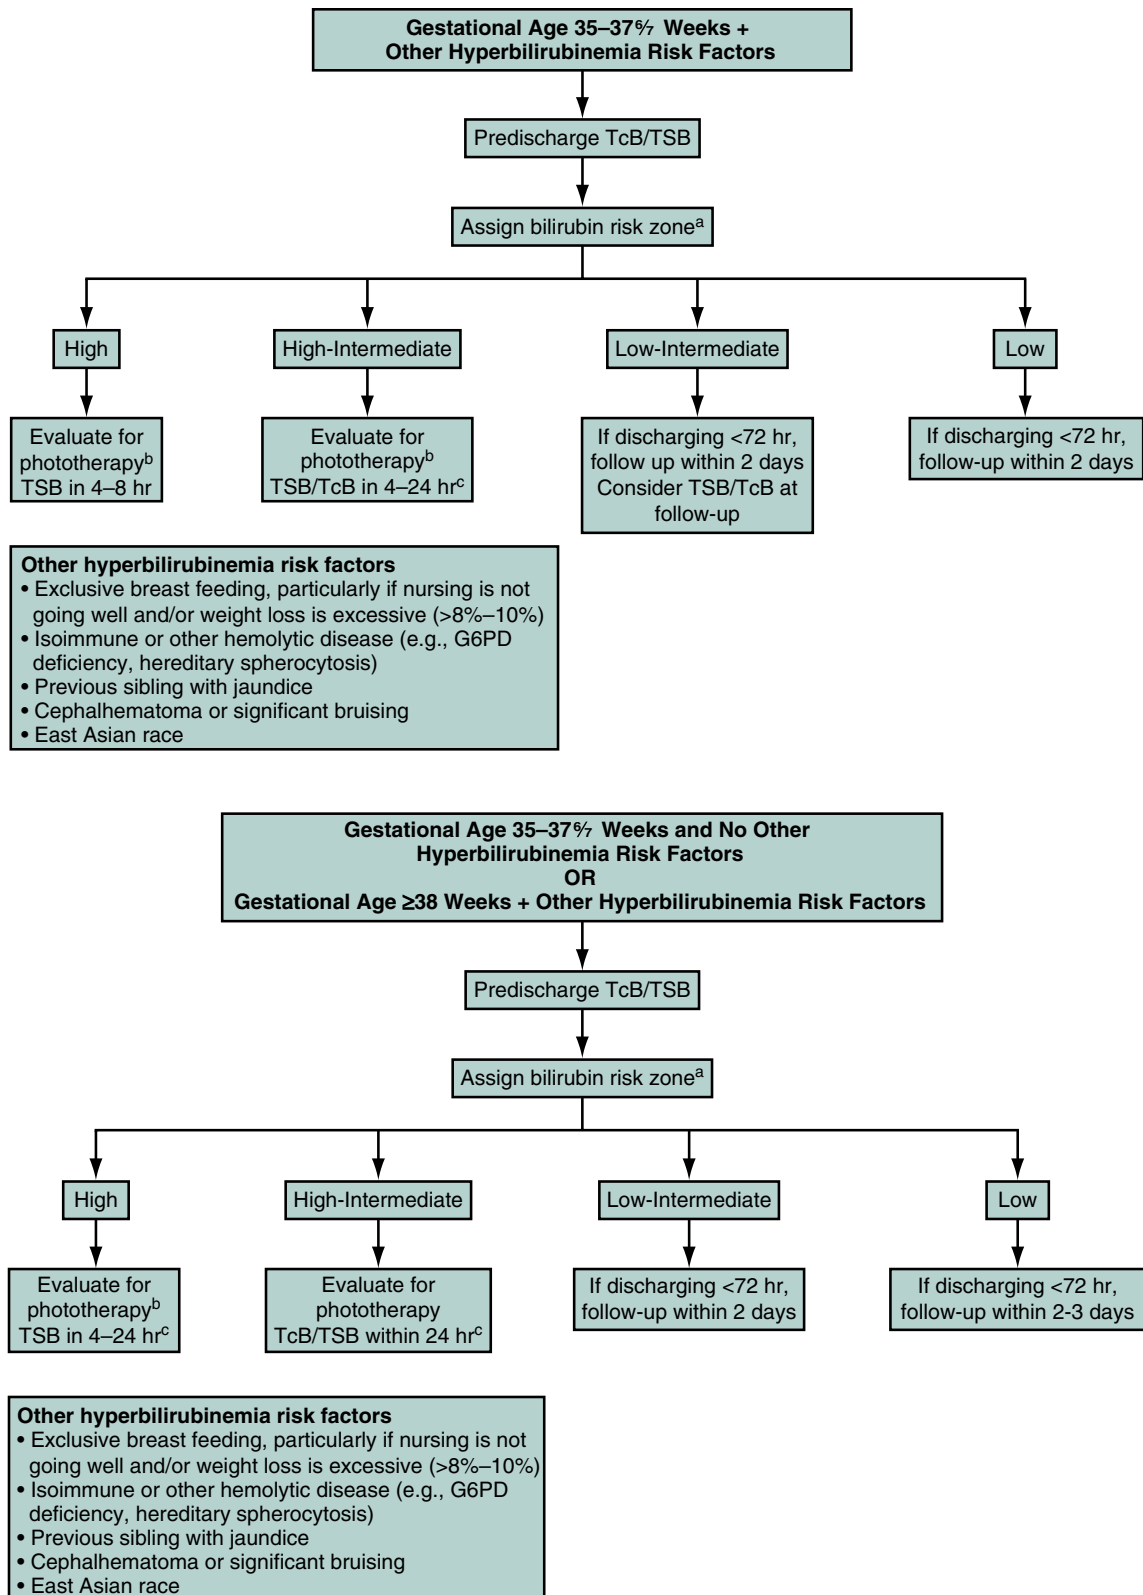 Gestational Age 35–37 6/7 Weeks +
Other Hyperbilirubinemia Risk Factors
Predischarge TcB/TSB
Assign bilirubin risk zoneᵃ
High
High-Intermediate
Low-Intermediate
Low
Evaluate for
phototherapyᵇ
TSB in 4–8 hr
Evaluate for
phototherapyᵇ
TSB/TcB in 4–24 hrᶜ
If discharging <72 hr,
follow up within 2 days
Consider TSB/TcB at
follow-up
If discharging <72 hr,
follow-up within 2 days
Other hyperbilirubinemia risk factors
• Exclusive breast feeding, particularly if nursing is not
going well and/or weight loss is excessive (>8%–10%)
• Isoimmune or other hemolytic disease (e.g., G6PD
deficiency, hereditary spherocytosis)
• Previous sibling with jaundice
• Cephalhematoma or significant bruising
• East Asian race
Gestational Age 35–37 6/7 Weeks and No Other
Hyperbilirubinemia Risk Factors
OR
Gestational Age ≥38 Weeks + Other Hyperbilirubinemia Risk Factors
Predischarge TcB/TSB
Assign bilirubin risk zoneᵃ
High
High-Intermediate
Low-Intermediate
Low
Evaluate for
phototherapyᵇ
TSB in 4–24 hrᶜ
Evaluate for
phototherapy
TcB/TSB within 24 hrᶜ
If discharging <72 hr,
follow-up within 2 days
If discharging <72 hr,
follow-up within 2-3 days
Other hyperbilirubinemia risk factors
• Exclusive breast feeding, particularly if nursing is not
going well and/or weight loss is excessive (>8%–10%)
• Isoimmune or other hemolytic disease (e.g., G6PD
deficiency, hereditary spherocytosis)
• Previous sibling with jaundice
• Cephalhematoma or significant bruising
• East Asian race